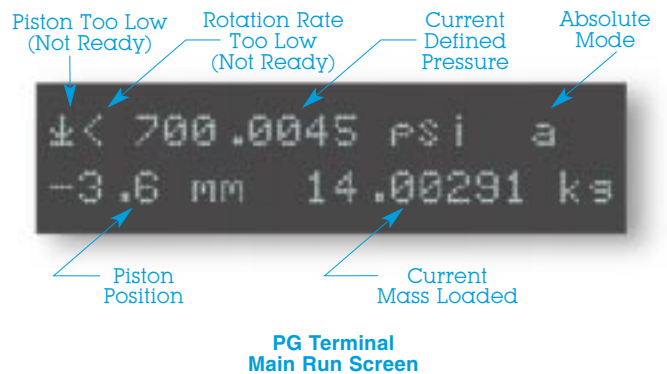 Piston Too Low
(Not Ready)
Rotation Rate
Too Low
(Not Ready)
Current
Defined
Pressure
Absolute
Mode
< 700.0045 psi a
-3.6 mm 14.00291 kg
Piston
Position
Current
Mass Loaded
PG Terminal
Main Run Screen